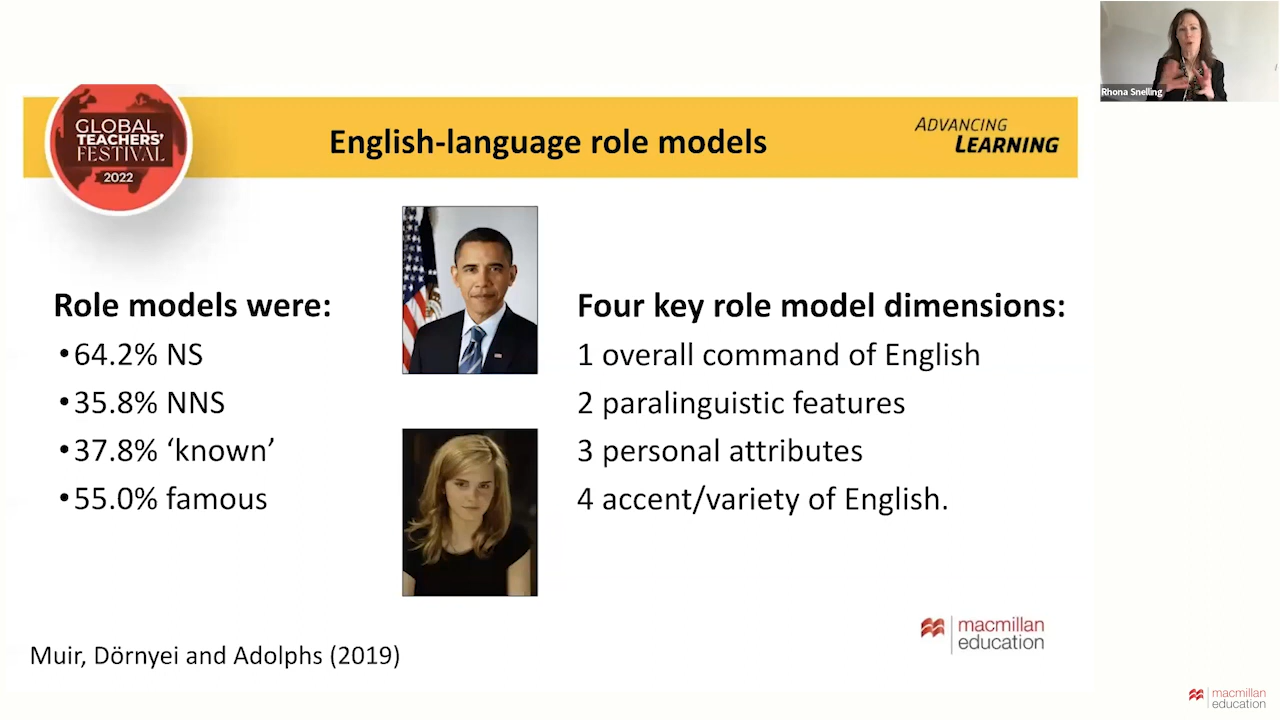 Rhona Snelling
GLOBAL
TEACHERS'
FESTIVAL
2022
English-language role models
ADVANCING
LEARNING
Role models were:
•64.2% NS
•35.8% NNS
•37.8% ‘known’
•55.0% famous
Four key role model dimensions:
1 overall command of English
2 paralinguistic features
3 personal attributes
4 accent/variety of English.
macmillan
education
Muir, Dörnyei and Adolphs (2019)
macmillan
education